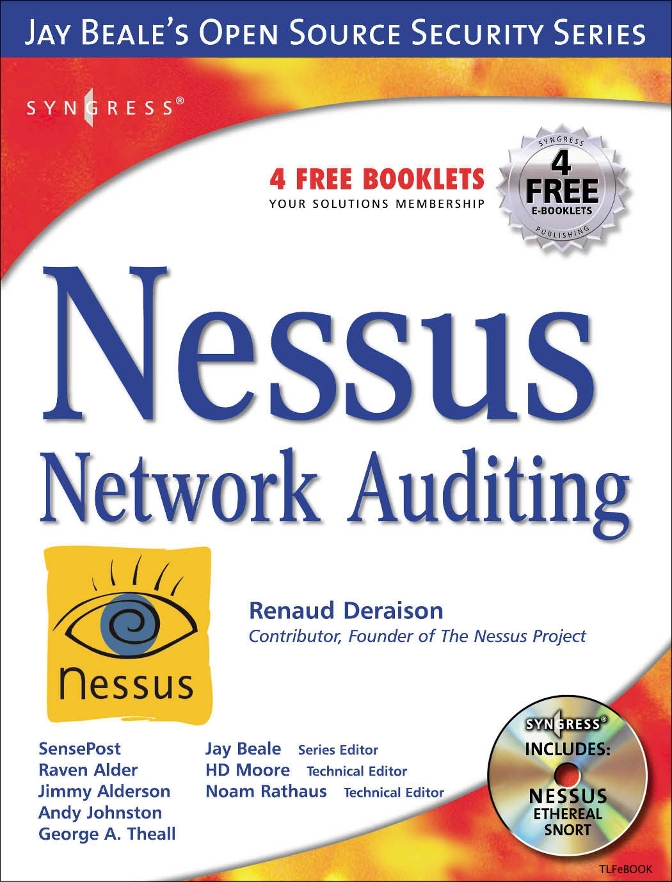 JAY BEALE'S OPEN SOURCE SECURITY SERIES
SYNGRESS®
4 FREE BOOKLETS
YOUR SOLUTIONS MEMBERSHIP
SYNGRESS
4
FREE
E-BOOKLETS
PUBLISHING
Nessus
Network Auditing
nessus
Renaud Deraison
Contributor, Founder of The Nessus Project
SensePost
Raven Alder
Jimmy Alderson
Andy Johnston
George A. Theall
Jay Beale Series Editor
HD Moore Technical Editor
Noam Rathaus Technical Editor
SYNGRESS®
INCLUDES:
NESSUS
ETHEREAL
SNORT
TLFeBOOK